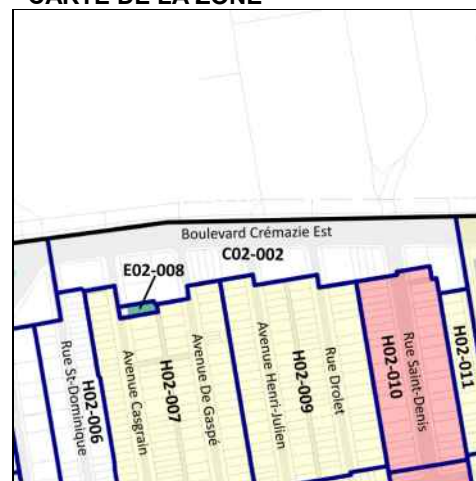 CARTE DE LA ZONE
Boulevard Crémazie Est
C02-002
E02-008
Rue St-Dominique
H02-006
Avenue Casgrain
H02-007
Avenue De Gaspé
Avenue Henri-Julien
H02-009
Rue Drolet
H02-010
Rue Saint-Denis
H02-011